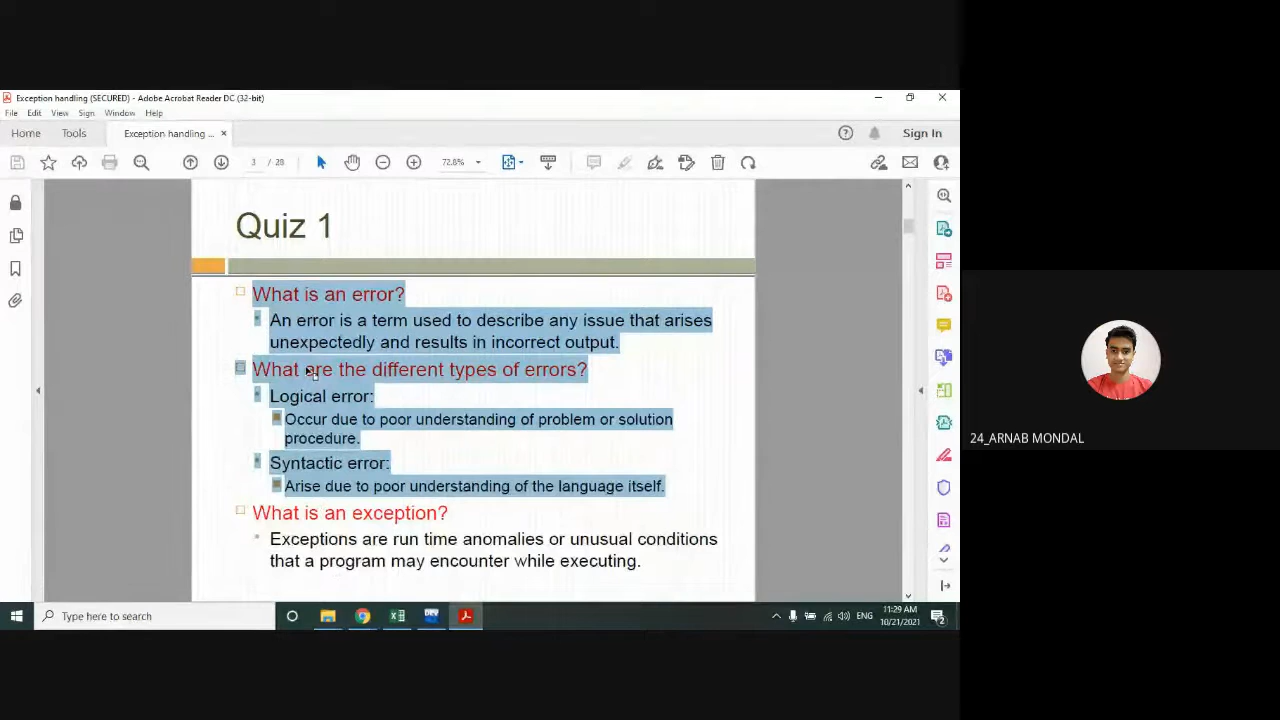 Exception handling (SECURED) - Adobe Acrobat Reader DC (32-bit)
File Edit View Sign Window Help
Home Tools Exception handling ... × Sign In
3 / 28 72.8%
Quiz 1
What is an error?
An error is a term used to describe any issue that arises
unexpectedly and results in incorrect output.
What are the different types of errors?
Logical error:
Occur due to poor understanding of problem or solution
procedure.
Syntactic error:
Arise due to poor understanding of the language itself.
What is an exception?
Exceptions are run time anomalies or unusual conditions
that a program may encounter while executing.
24_ARNAB MONDAL
Type here to search
DEV
ENG
11:29 AM
10/21/2021
2